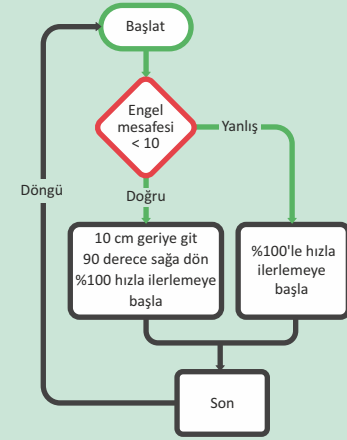 Başlat
Engel
mesafesi
< 10
Yanlış
Döngü
Doğru
10 cm geriye git
90 derece sağa dön
%100 hızla ilerlemeye
başla
%100'le hızla
ilerlemeye
başla
Son